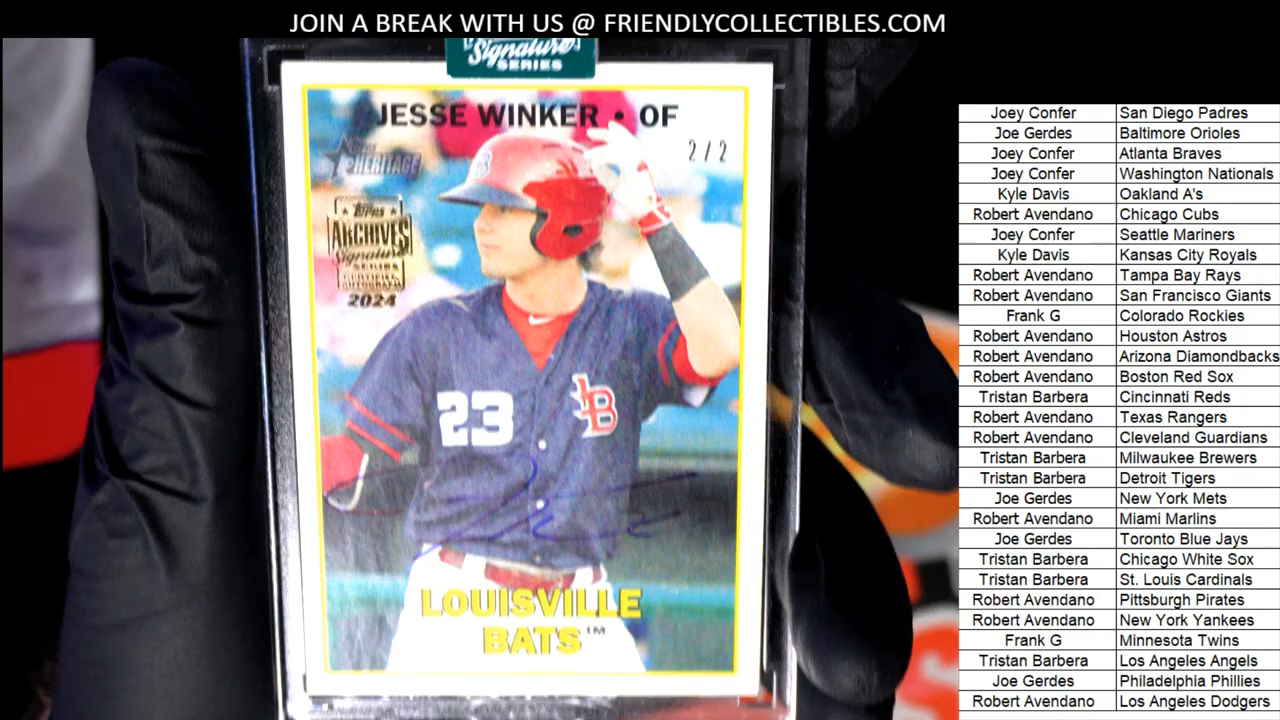 JOIN A BREAK WITH US @ FRIENDLYCOLLECTIBLES.COM
Signature
SERIES
JESSE WINKER • OF
2/2
TOPPS
HERITAGE
Topps
ARCHIVES
Signature
SERIES
2024
23
LB
LOUISVILLE
BATS™
Joey Confer San Diego Padres
Joe Gerdes Baltimore Orioles
Joey Confer Atlanta Braves
Joey Confer Washington Nationals
Kyle Davis Oakland A's
Robert Avendano Chicago Cubs
Joey Confer Seattle Mariners
Kyle Davis Kansas City Royals
Robert Avendano Tampa Bay Rays
Robert Avendano San Francisco Giants
Frank G Colorado Rockies
Robert Avendano Houston Astros
Robert Avendano Arizona Diamondbacks
Robert Avendano Boston Red Sox
Tristan Barbera Cincinnati Reds
Robert Avendano Texas Rangers
Robert Avendano Cleveland Guardians
Tristan Barbera Milwaukee Brewers
Tristan Barbera Detroit Tigers
Joe Gerdes New York Mets
Robert Avendano Miami Marlins
Joe Gerdes Toronto Blue Jays
Tristan Barbera Chicago White Sox
Tristan Barbera St. Louis Cardinals
Robert Avendano Pittsburgh Pirates
Robert Avendano New York Yankees
Frank G Minnesota Twins
Tristan Barbera Los Angeles Angels
Joe Gerdes Philadelphia Phillies
Robert Avendano Los Angeles Dodgers